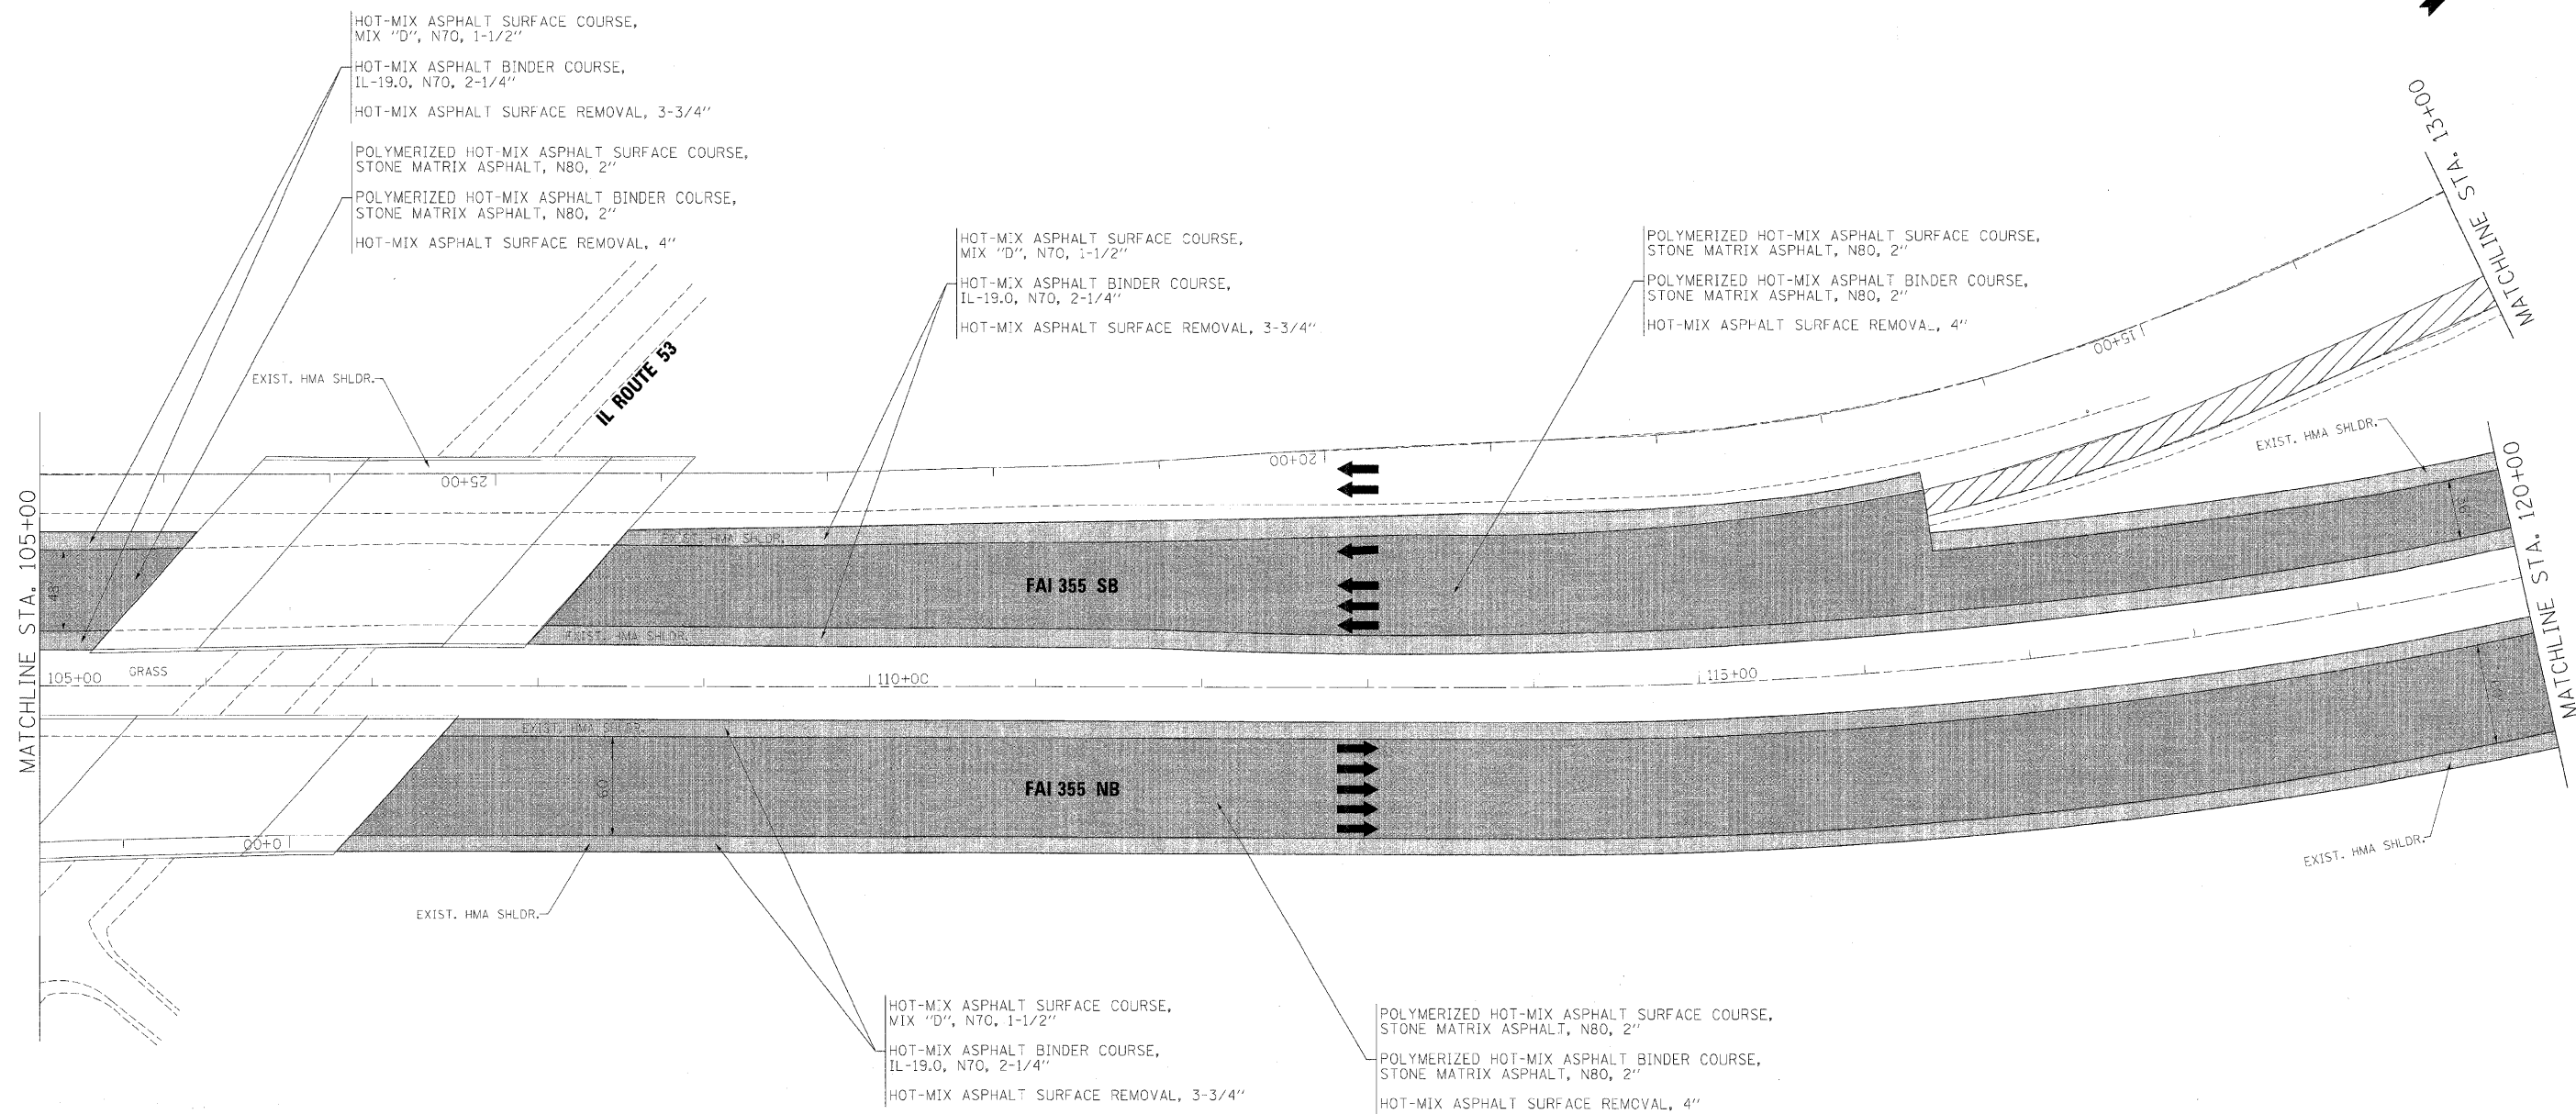 HOT-MIX ASPHALT SURFACE COURSE,
MIX "D", N70, 1-1/2"
HOT-MIX ASPHALT BINDER COURSE,
IL-19.0, N70, 2-1/4"
HOT-MIX ASPHALT SURFACE REMOVAL, 3-3/4"
POLYMERIZED HOT-MIX ASPHALT SURFACE COURSE,
STONE MATRIX ASPHALT, N80, 2"
POLYMERIZED HOT-MIX ASPHALT BINDER COURSE,
STONE MATRIX ASPHALT, N80, 2"
HOT-MIX ASPHALT SURFACE REMOVAL, 4"
HOT-MIX ASPHALT SURFACE COURSE,
MIX "D", N70, 1-1/2"
HOT-MIX ASPHALT BINDER COURSE,
IL-19.0, N70, 2-1/4"
HOT-MIX ASPHALT SURFACE REMOVAL, 3-3/4"
POLYMERIZED HOT-MIX ASPHALT SURFACE COURSE,
STONE MATRIX ASPHALT, N80, 2"
POLYMERIZED HOT-MIX ASPHALT BINDER COURSE,
STONE MATRIX ASPHALT, N80, 2"
HOT-MIX ASPHALT SURFACE REMOVAL, 4"
MATCHLINE STA. 13+00
15+00
EXIST. HMA SHLDR.
IL ROUTE 53
EXIST. HMA SHLDR.
20+00
25+00
MATCHLINE STA. 105+00
MATCHLINE STA. 120+00
36'
EXIST. HMA SHLDR.
48'
FAI 355 SB
EXIST. HMA SHLDR.
GRASS
105+00
110+00
115+00
EXIST. HMA SHLDR.
60'
FAI 355 NB
0+00
EXIST. HMA SHLDR.
EXIST. HMA SHLDR.
HOT-MIX ASPHALT SURFACE COURSE,
MIX "D", N70, 1-1/2"
HOT-MIX ASPHALT BINDER COURSE,
IL-19.0, N70, 2-1/4"
HOT-MIX ASPHALT SURFACE REMOVAL, 3-3/4"
POLYMERIZED HOT-MIX ASPHALT SURFACE COURSE,
STONE MATRIX ASPHALT, N80, 2"
POLYMERIZED HOT-MIX ASPHALT BINDER COURSE,
STONE MATRIX ASPHALT, N80, 2"
HOT-MIX ASPHALT SURFACE REMOVAL, 4"